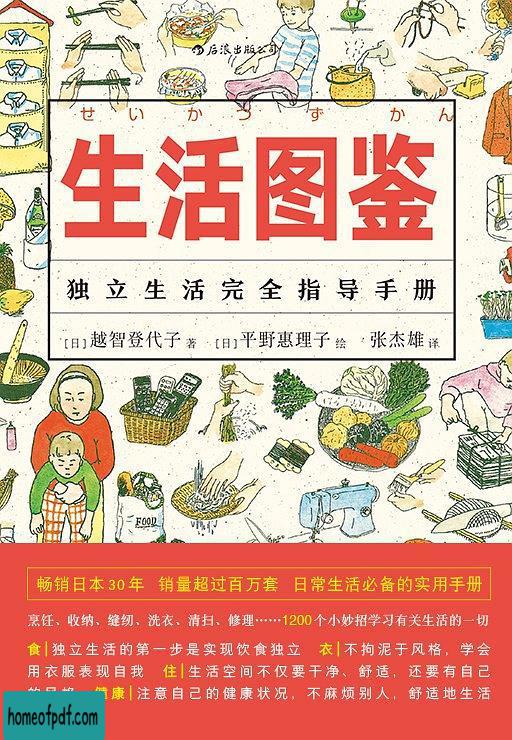 后浪出版公司
せいかつずかん
生活图鉴
独立生活完全指导手册
[日]越智登代子 著 [日]平野惠理子 绘 张杰雄 译
FOOD
畅销日本30年 销量超过百万套 日常生活必备的实用手册
烹饪、收纳、缝纫、洗衣、清扫、修理……1200个小妙招学习有关生活的一切
食|独立生活的第一步是实现饮食独立 衣|不拘泥于风格，学会
用衣服表现自我 住|生活空间不仅要干净、舒适，还要有自己
的风格 健康|注意自己的健康状况，不麻烦别人，舒适地生活
homeofpdf.com